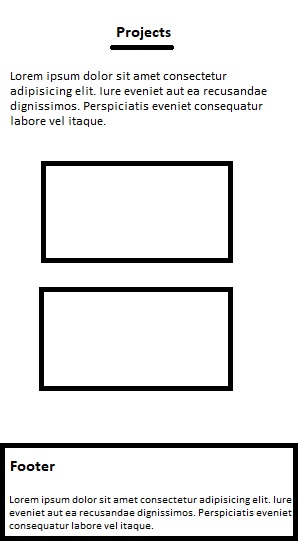 Projects
Lorem ipsum dolor sit amet consectetur
adipisicing elit. Iure eveniet aut ea recusandae
dignissimos. Perspiciatis eveniet consequatur
labore vel itaque.
Footer
Lorem ipsum dolor sit amet consectetur adipisicing elit. Iure
eveniet aut ea recusandae dignissimos. Perspiciatis eveniet
consequatur labore vel itaque.